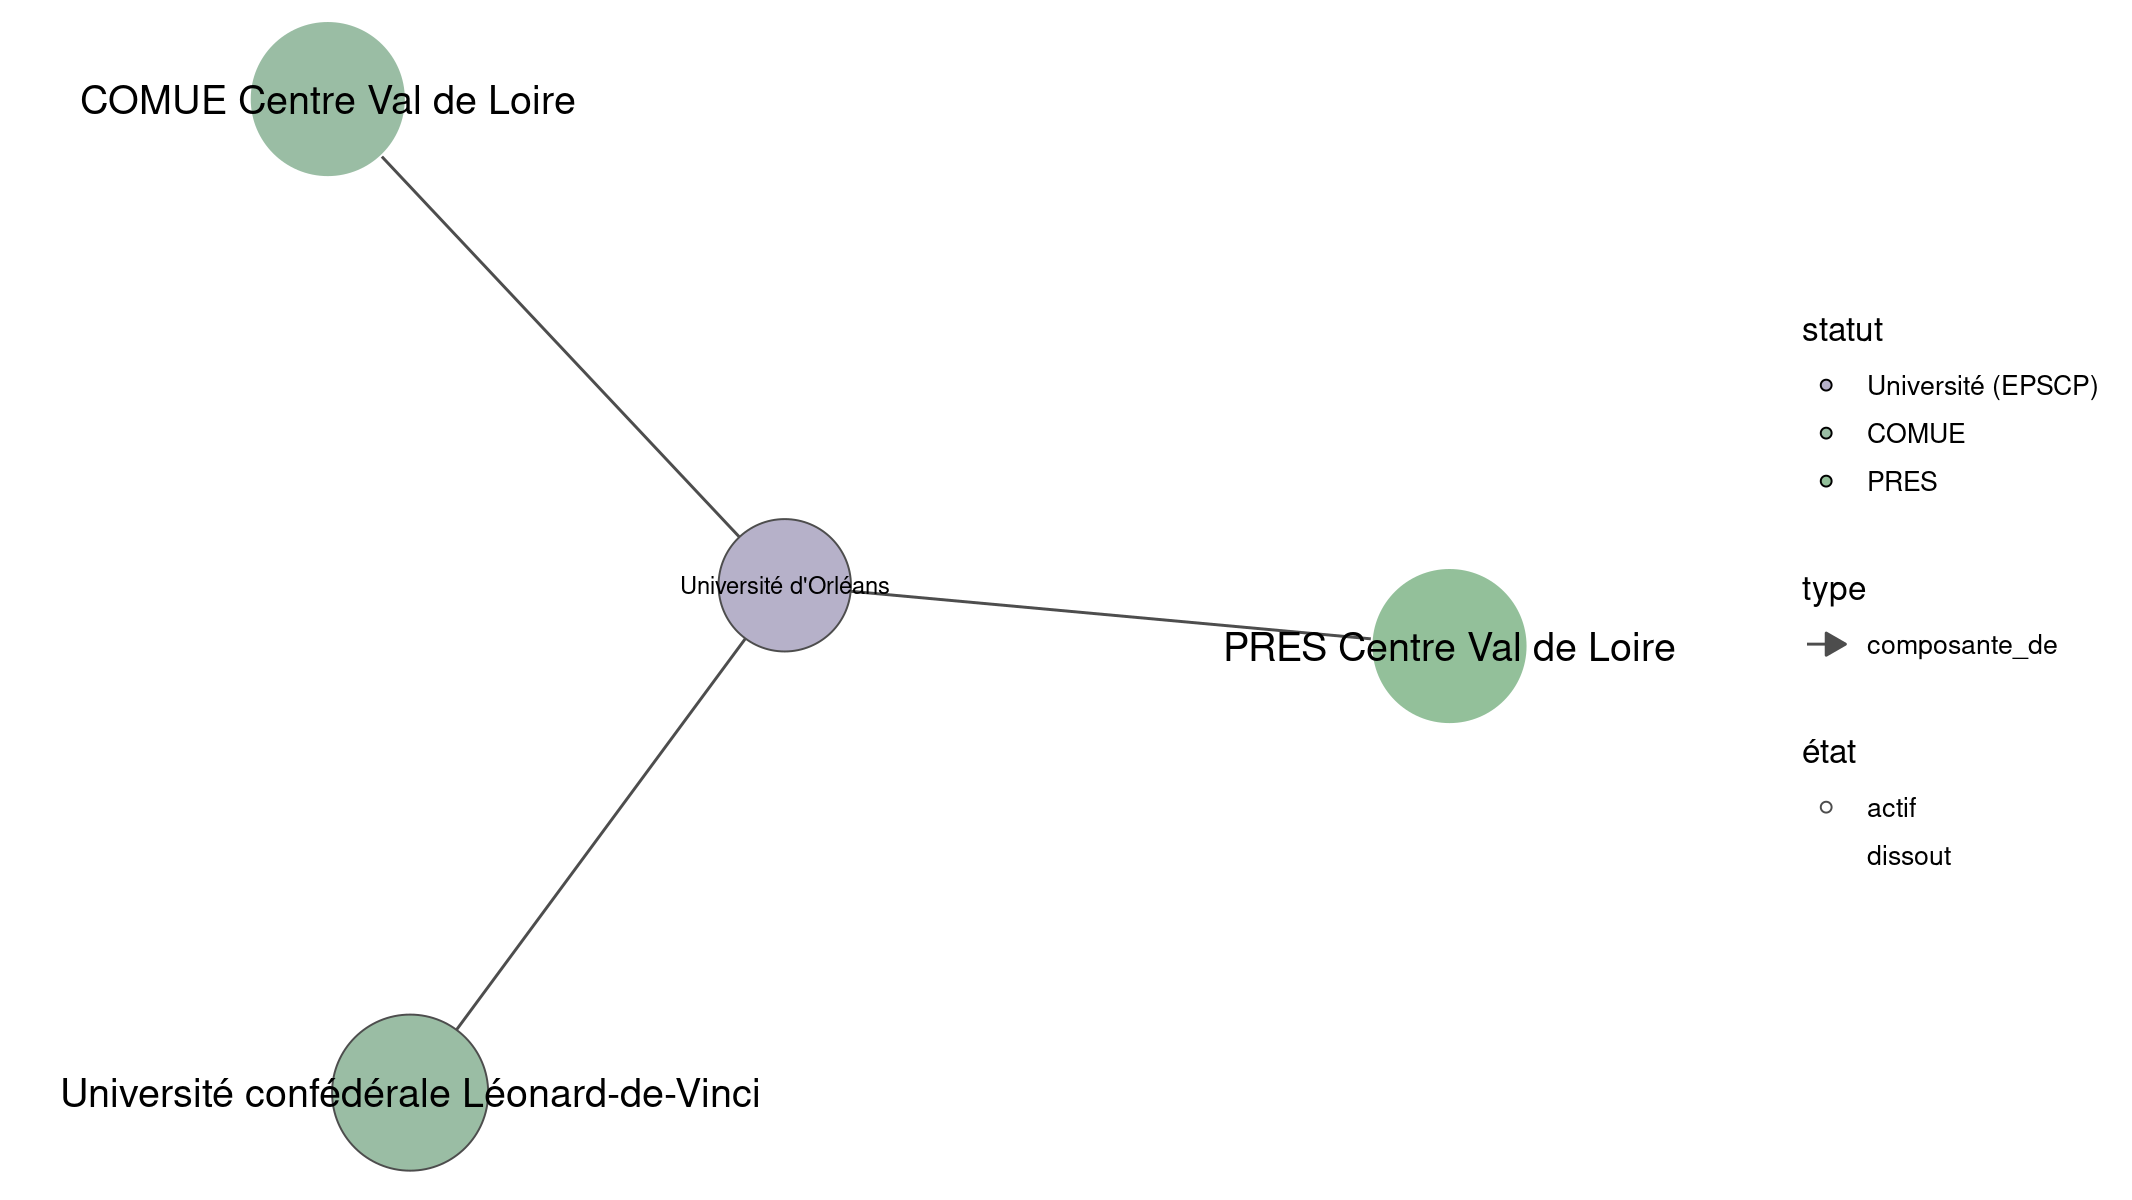 COMUE Centre Val de Loire
Université d'Orléans
PRES Centre Val de Loire
Université confédérale Léonard-de-Vinci
statut
Université (EPSCP)
COMUE
PRES
type
composante_de
état
actif
dissout